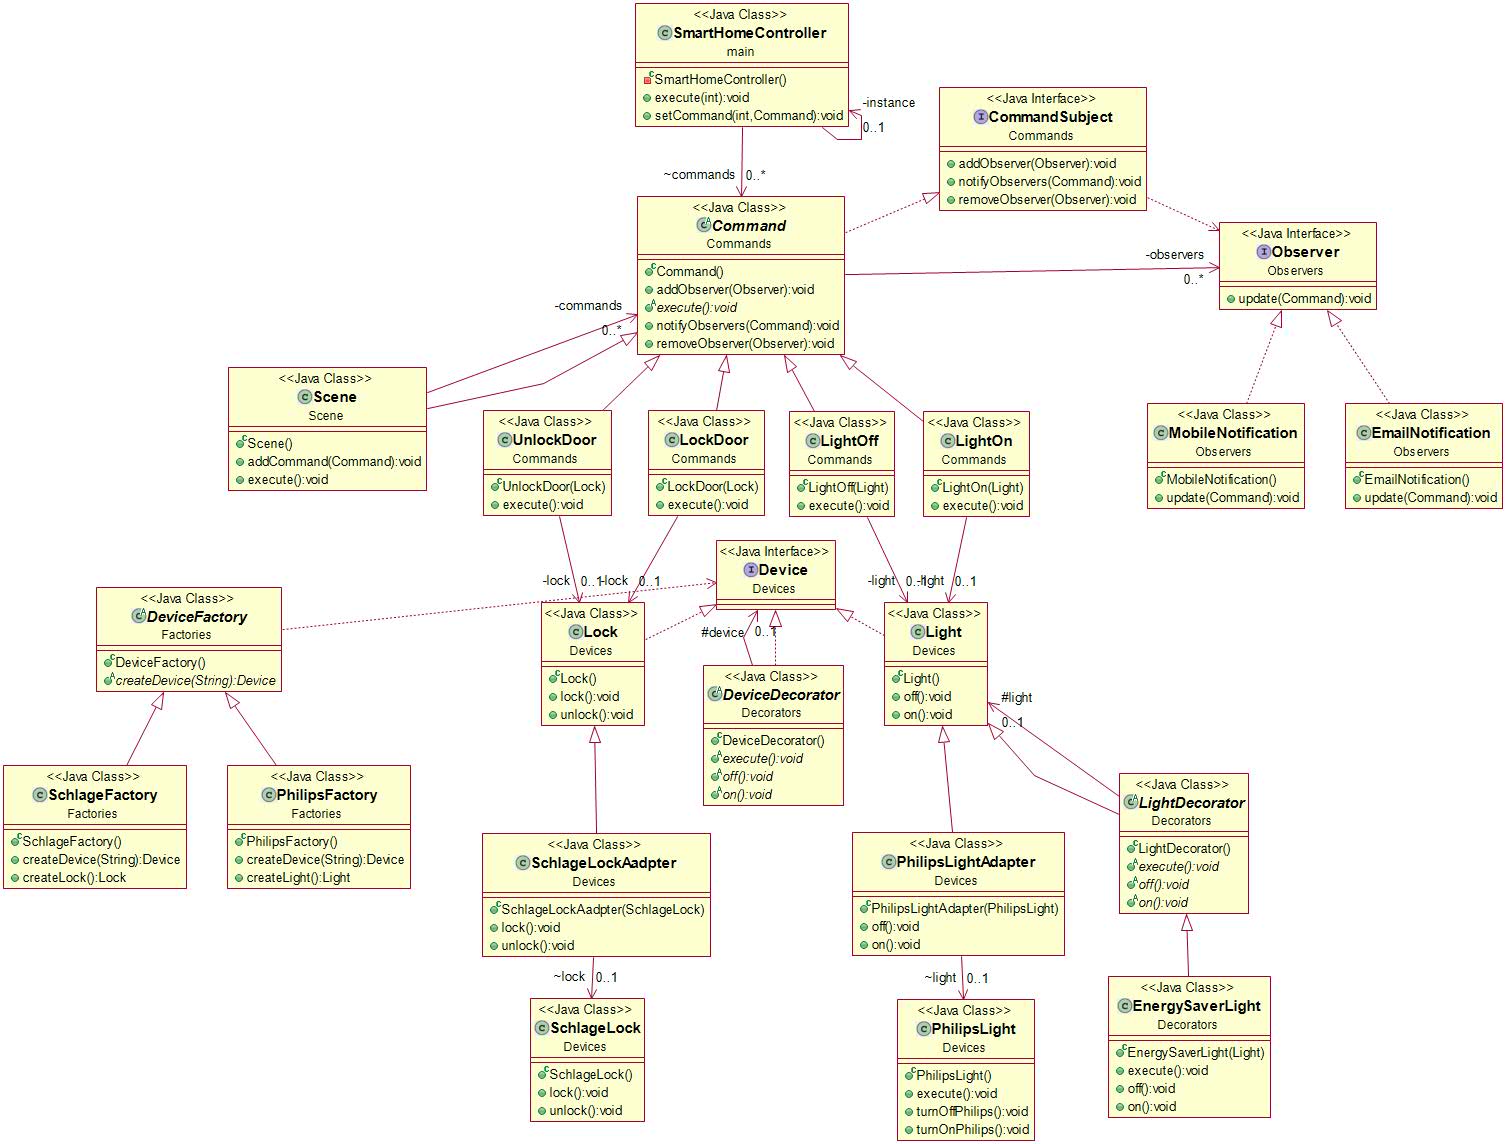 <<Java Class>>
SmartHomeController
main
SmartHomeController()
execute(int):void
setCommand(int,Command):void
-instance
0..1
~commands
0..*
<<Java Interface>>
CommandSubject
Commands
addObserver(Observer):void
notifyObservers(Command):void
removeObserver(Observer):void
<<Java Class>>
Command
Commands
Command()
addObserver(Observer):void
execute():void
notifyObservers(Command):void
removeObserver(Observer):void
-observers
0..*
<<Java Interface>>
Observer
Observers
update(Command):void
-commands
0..*
<<Java Class>>
Scene
Scene
Scene()
addCommand(Command):void
execute():void
<<Java Class>>
UnlockDoor
Commands
UnlockDoor(Lock)
execute():void
<<Java Class>>
LockDoor
Commands
LockDoor(Lock)
execute():void
<<Java Class>>
LightOff
Commands
LightOff(Light)
execute():void
<<Java Class>>
LightOn
Commands
LightOn(Light)
execute():void
<<Java Class>>
MobileNotification
Observers
MobileNotification()
update(Command):void
<<Java Class>>
EmailNotification
Observers
EmailNotification()
update(Command):void
-lock
0..1
-lock
0..1
<<Java Interface>>
Device
Devices
-light
0..1
-light
0..1
<<Java Class>>
DeviceFactory
Factories
DeviceFactory()
createDevice(String):Device
<<Java Class>>
Lock
Devices
Lock()
lock():void
unlock():void
#device
0..1
<<Java Class>>
DeviceDecorator
Decorators
DeviceDecorator()
execute():void
off():void
on():void
<<Java Class>>
Light
Devices
Light()
off():void
on():void
#light
0..1
<<Java Class>>
SchlageFactory
Factories
SchlageFactory()
createDevice(String):Device
createLock():Lock
<<Java Class>>
PhilipsFactory
Factories
PhilipsFactory()
createDevice(String):Device
createLight():Light
<<Java Class>>
SchlageLockAadpter
Devices
SchlageLockAadpter(SchlageLock)
lock():void
unlock():void
<<Java Class>>
PhilipsLightAdapter
Devices
PhilipsLightAdapter(PhilipsLight)
off():void
on():void
<<Java Class>>
LightDecorator
Decorators
LightDecorator()
execute():void
off():void
on():void
~lock
0..1
~light
0..1
<<Java Class>>
SchlageLock
Devices
SchlageLock()
lock():void
unlock():void
<<Java Class>>
PhilipsLight
Devices
PhilipsLight()
execute():void
turnOffPhilips():void
turnOnPhilips():void
<<Java Class>>
EnergySaverLight
Decorators
EnergySaverLight(Light)
execute():void
off():void
on():void